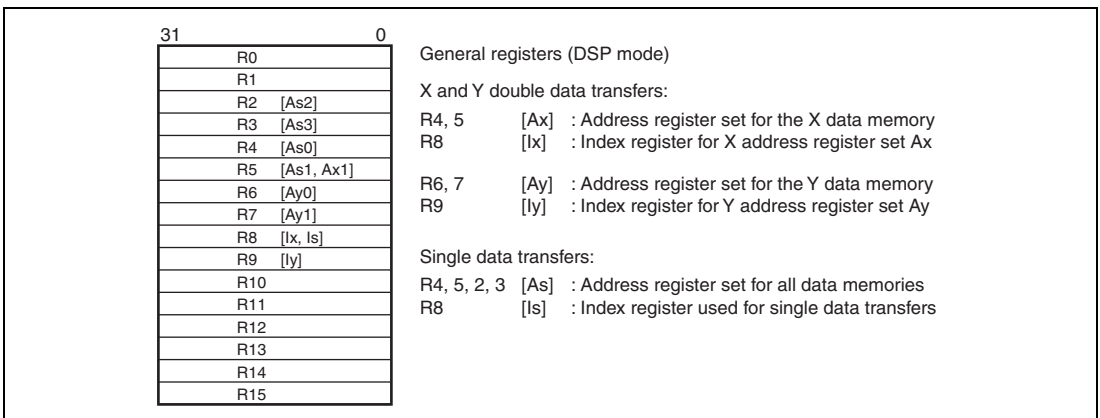 31 0
R0
R1
R2 [As2]
R3 [As3]
R4 [As0]
R5 [As1, Ax1]
R6 [Ay0]
R7 [Ay1]
R8 [Ix, Is]
R9 [Iy]
R10
R11
R12
R13
R14
R15
General registers (DSP mode)
X and Y double data transfers:
R4, 5 [Ax] : Address register set for the X data memory
R8 [Ix] : Index register for X address register set Ax
R6, 7 [Ay] : Address register set for the Y data memory
R9 [Iy] : Index register for Y address register set Ay
Single data transfers:
R4, 5, 2, 3 [As] : Address register set for all data memories
R8 [Is] : Index register used for single data transfers